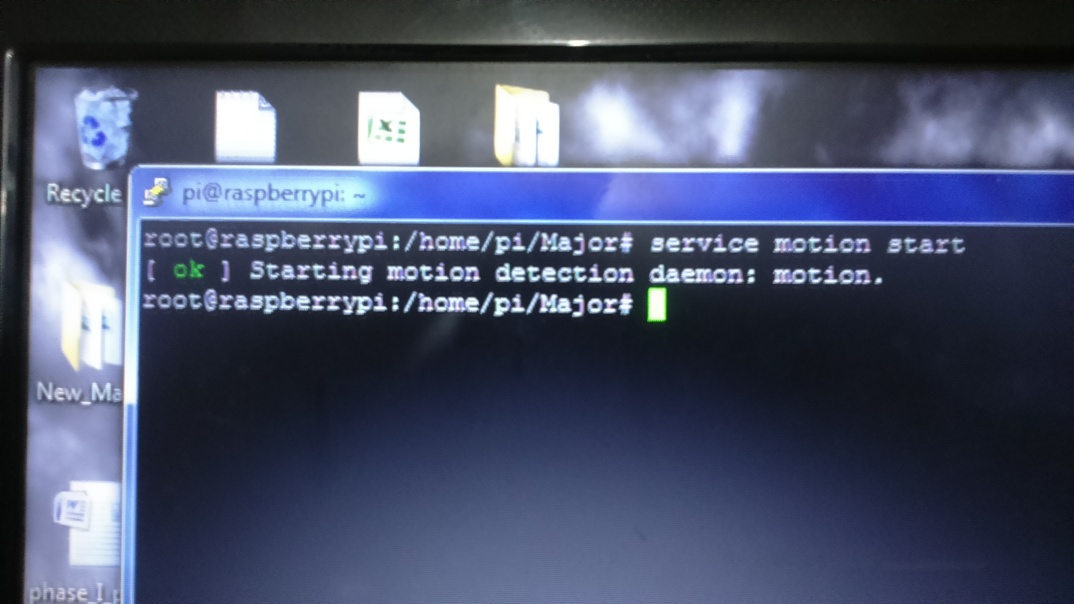 Recycle
pi@raspberrypi: ~
root@raspberrypi:/home/pi/Major# service motion start
[ ok ] Starting motion detection daemon: motion.
root@raspberrypi:/home/pi/Major#
New_Ma
phase_I_p